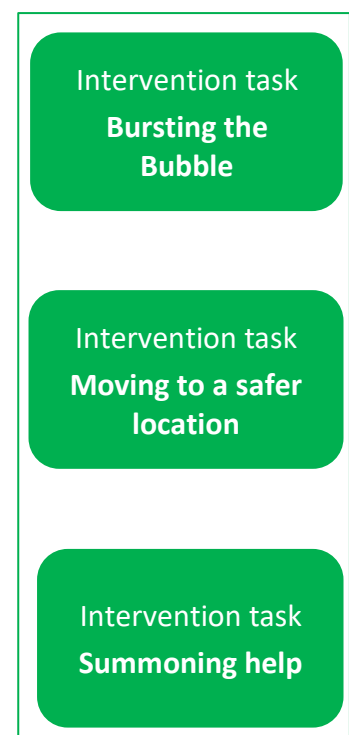 Intervention task
Bursting the
Bubble
Intervention task
Moving to a safer
location
Intervention task
Summoning help